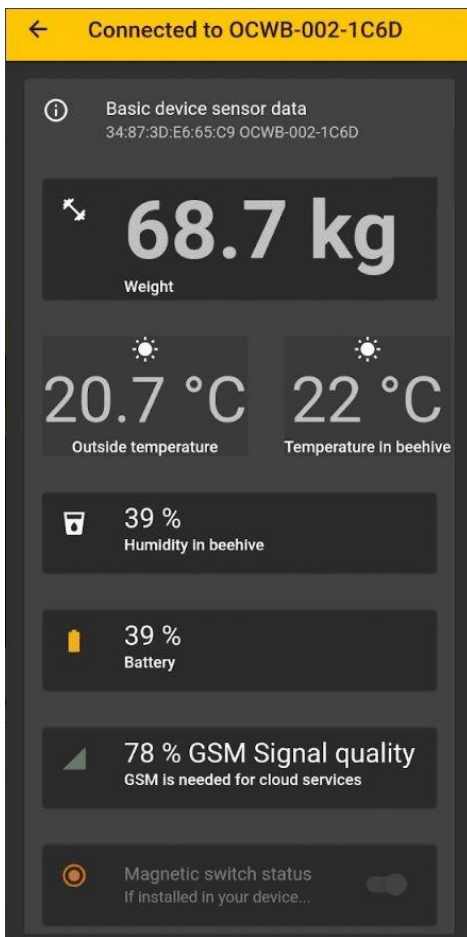 Connected to OCWB-002-1C6D
Basic device sensor data
34:87:3D:E6:65:C9 OCWB-002-1C6D
68.7 kg
Weight
20.7 °C
Outside temperature
22 °C
Temperature in beehive
39 %
Humidity in beehive
39 %
Battery
78 % GSM Signal quality
GSM is needed for cloud services
Magnetic switch status
If installed in your device...